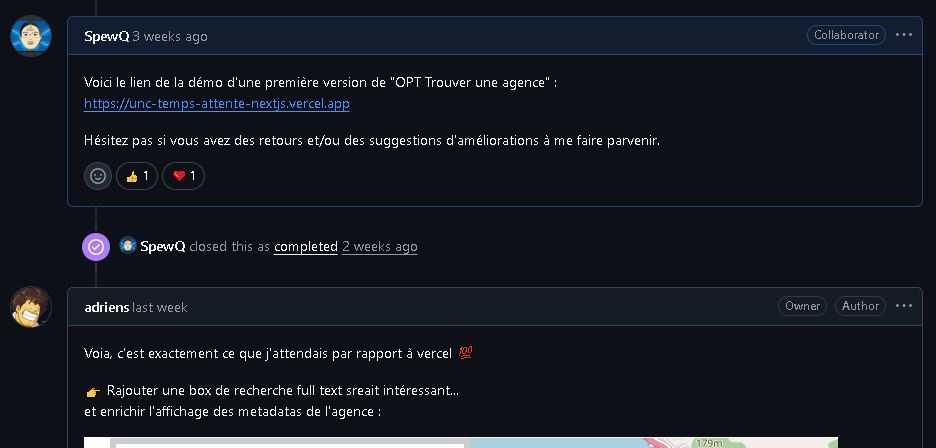 SpewQ 3 weeks ago
Collaborator
Voici le lien de la démo d'une première version de "OPT Trouver une agence" :
https://unc-temps-attente-nextjs.vercel.app
Hésitez pas si vous avez des retours et/ou des suggestions d'améliorations à me faire parvenir.
👍 1 ❤️ 1
SpewQ closed this as completed 2 weeks ago
adriens last week
Owner Author
Voia, c'est exactement ce que j'attendais par rapport à vercel 💯
👉 Rajouter une box de recherche full text sreait intéressant...
et enrichir l'affichage des metadatas de l'agence :
179m